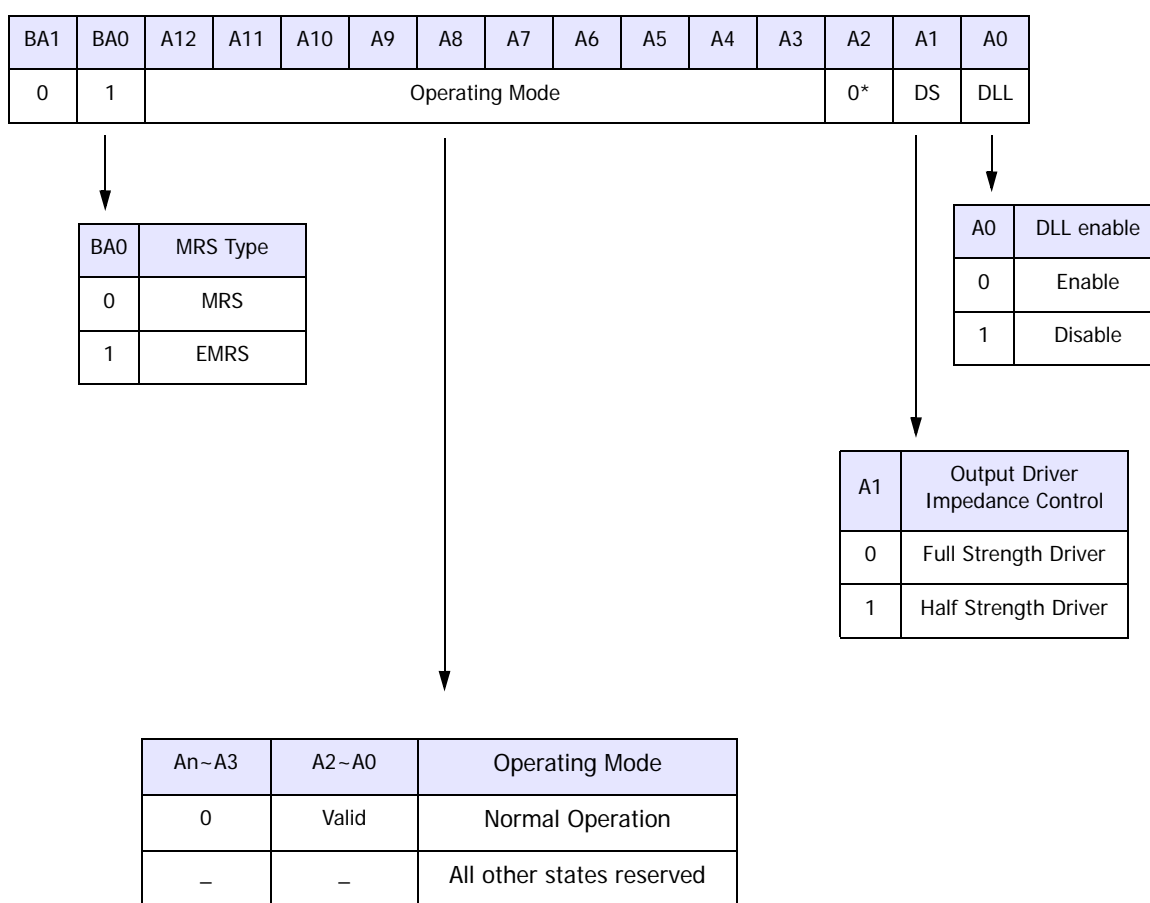 BA1 BA0 A12 A11 A10 A9 A8 A7 A6 A5 A4 A3 A2 A1 A0
0 1 Operating Mode 0* DS DLL
BA0 MRS Type
0 MRS
1 EMRS
A0 DLL enable
0 Enable
1 Disable
A1 Output Driver
Impedance Control
0 Full Strength Driver
1 Half Strength Driver
An~A3 A2~A0 Operating Mode
0 Valid Normal Operation
_ _ All other states reserved